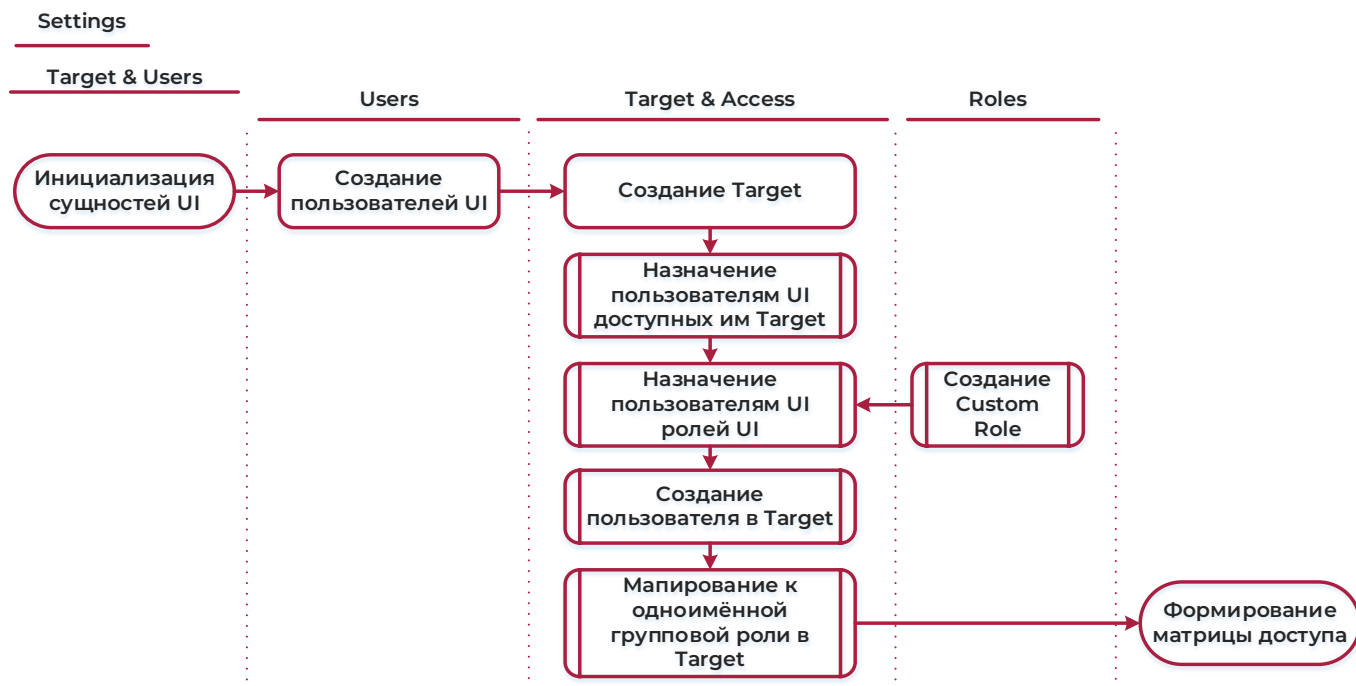 Settings
Target & Users
Users
Target & Access
Roles
Инициализация
сущностей UI
Создание
пользователей UI
Создание Target
Назначение
пользователям UI
доступных им Target
Назначение
пользователям UI
ролей UI
Создание
Custom
Role
Создание
пользователя в Target
Мапирование к
одноимённой
групповой роли в
Target
Формирование
матрицы доступа